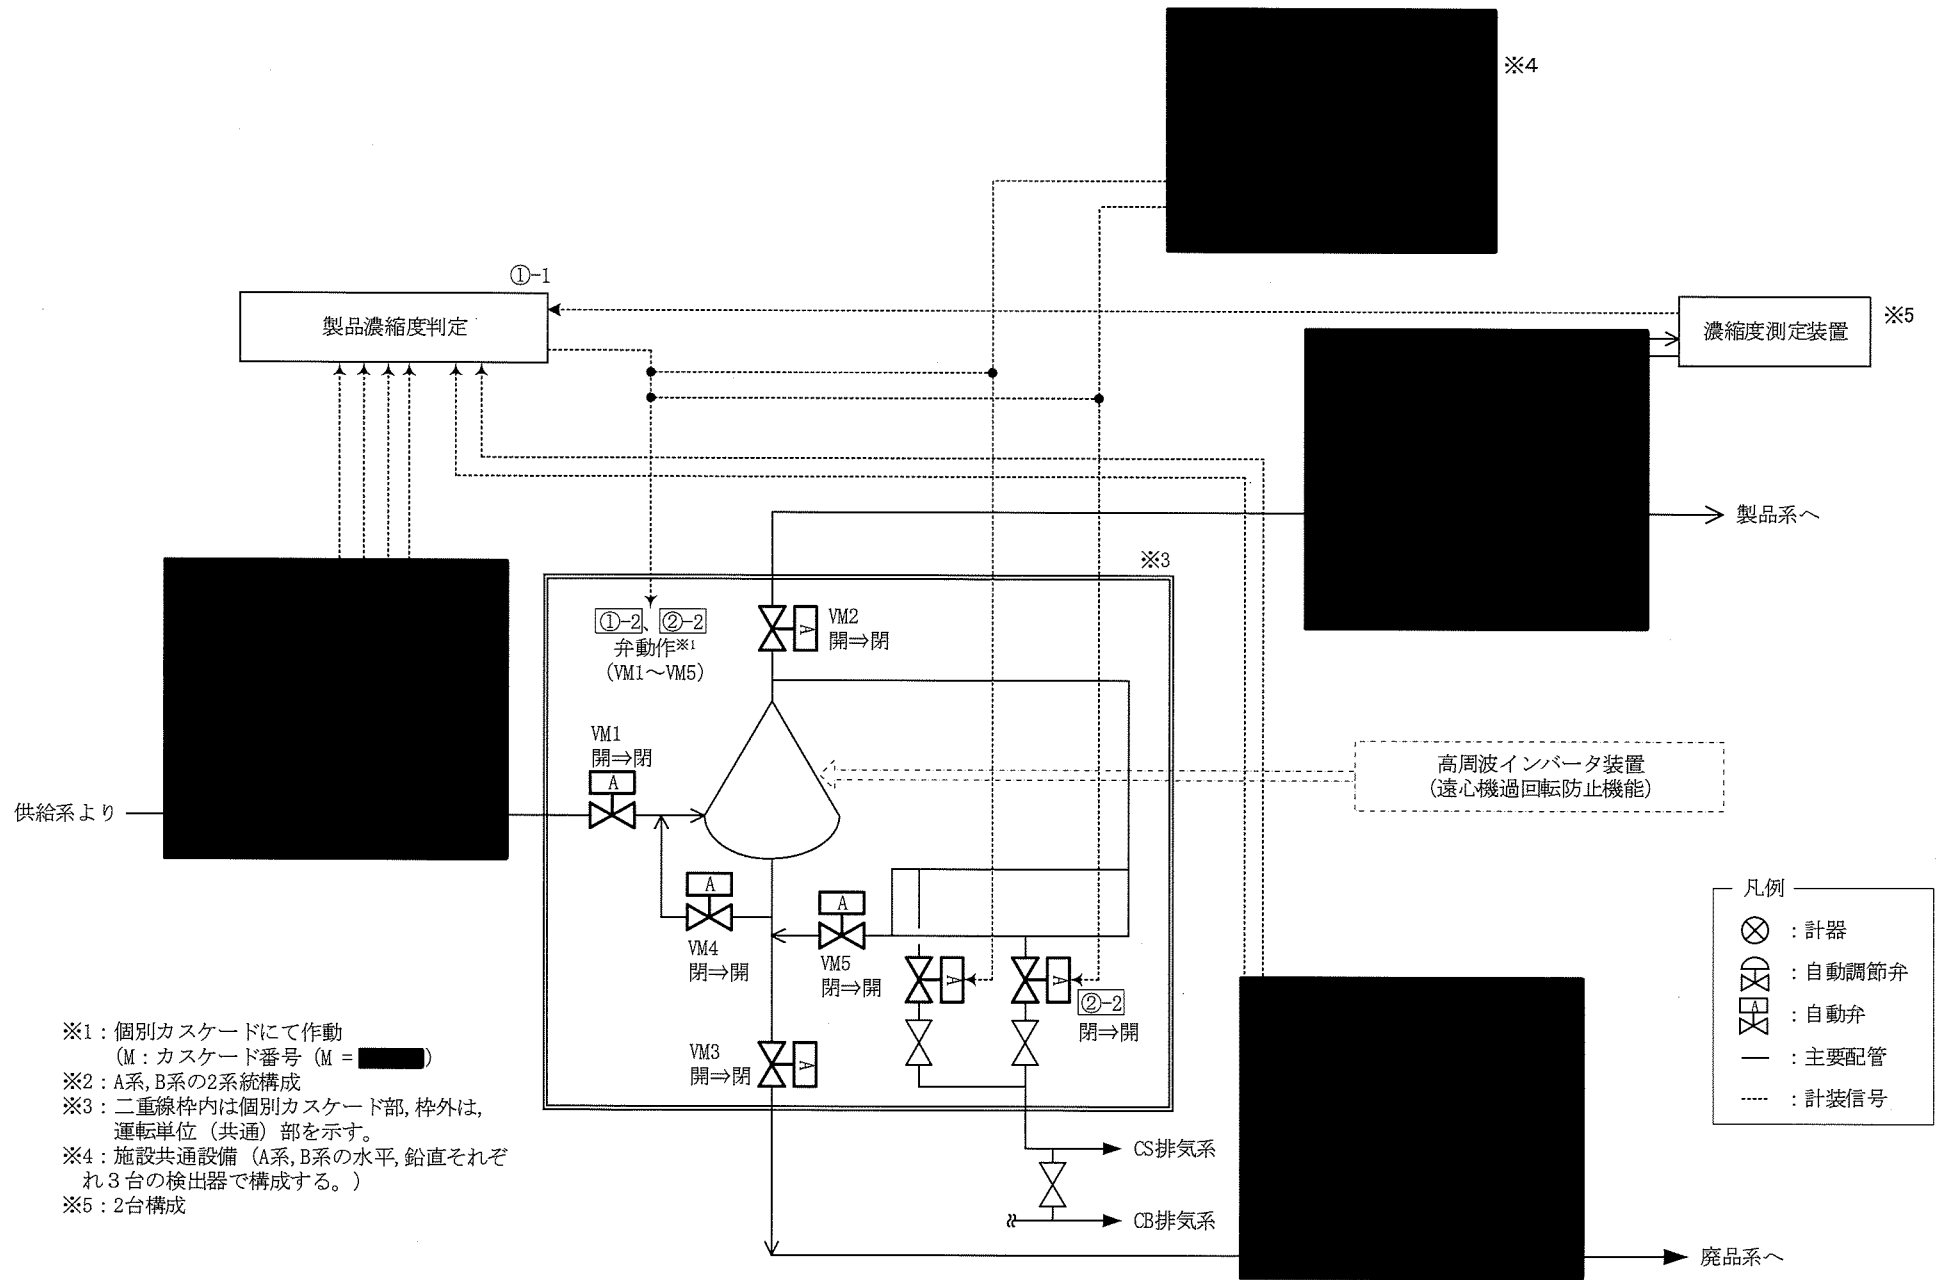 ※4
①-1
製品濃縮度判定
濃縮度測定装置
※5
製品系へ
※3
①-2、②-2
弁動作※1
(VM1～VM5)
VM2
開⇒閉
A
VM1
開⇒閉
A
高周波インバータ装置
(遠心機過回転防止機能)
供給系より
A
VM4
閉⇒開
A
VM5
閉⇒開
A
A
②-2
閉⇒開
VM3
開⇒閉
A
CS排気系
CB排気系
廃品系へ
凡例
：計器
：自動調節弁
A
：自動弁
：主要配管
：計装信号
※1：個別カスケードにて作動
(M：カスケード番号 (M = )
※2：A系,B系の2系統構成
※3：二重線枠内は個別カスケード部,枠外は,
運転単位（共通）部を示す。
※4：施設共通設備（A系,B系の水平,鉛直それぞ
れ３台の検出器で構成する。）
※5：2台構成